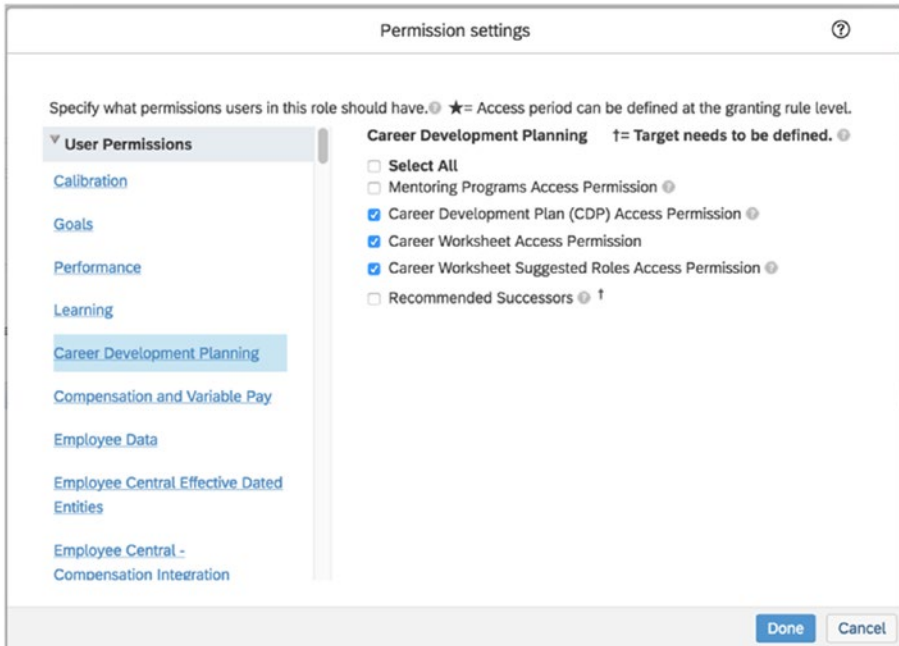 Permission settings
Specify what permissions users in this role should have. ★= Access period can be defined at the granting rule level.
User Permissions
Calibration
Goals
Performance
Learning
Career Development Planning
Compensation and Variable Pay
Employee Data
Employee Central Effective Dated
Entities
Employee Central -
Compensation Integration
Career Development Planning †= Target needs to be defined.
Select All
Mentoring Programs Access Permission
Career Development Plan (CDP) Access Permission
Career Worksheet Access Permission
Career Worksheet Suggested Roles Access Permission
Recommended Successors †
Done Cancel